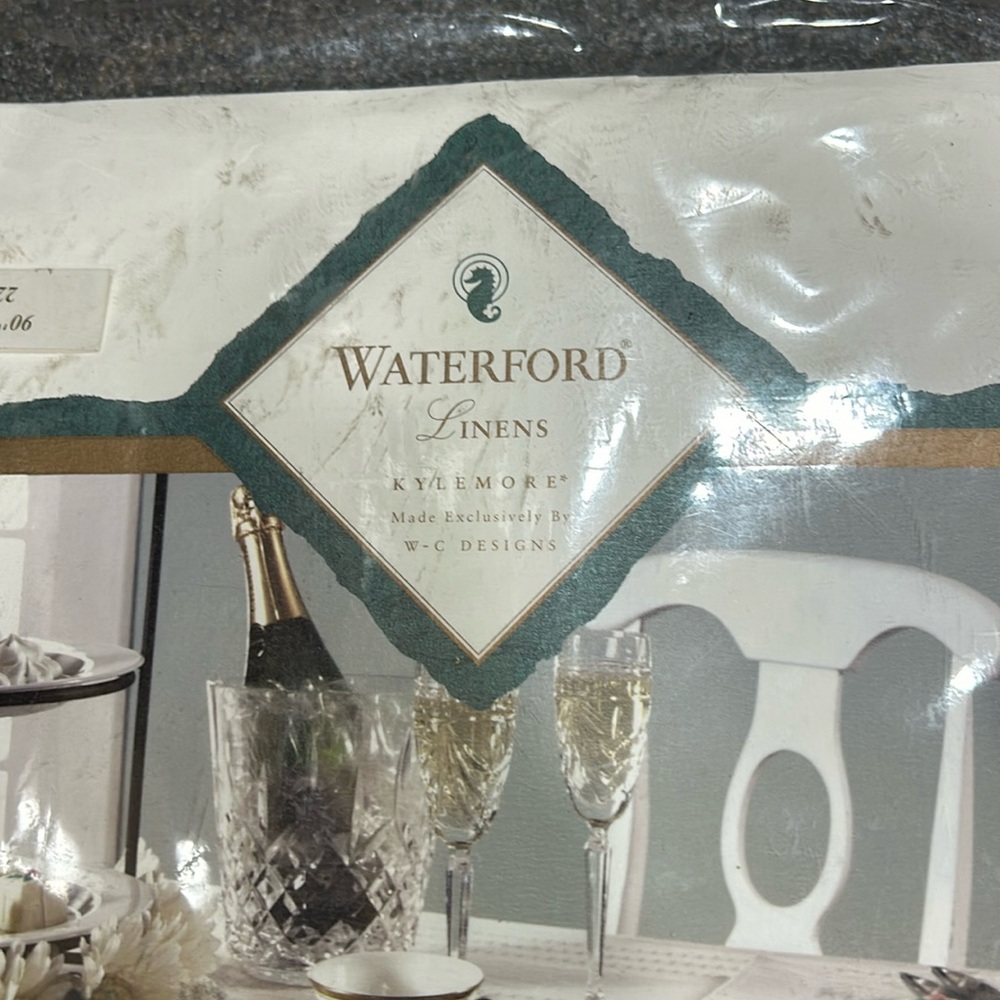 WATERFORD®
LINENS
KYLEMORE*
Made Exclusively By
W-C DESIGNS